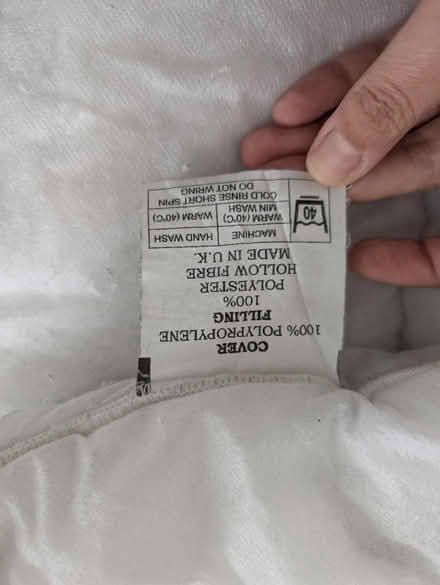 COVER
100% POLYPROPYLENE
FILLING
100%
POLYESTER
HOLLOW FIBRE
MADE IN U.K.
MACHINE HAND WASH
WARM (40°C) WARM (40°C)
MIN WASH
40
COLD RINSE SHORT SPIN
DO NOT WRING